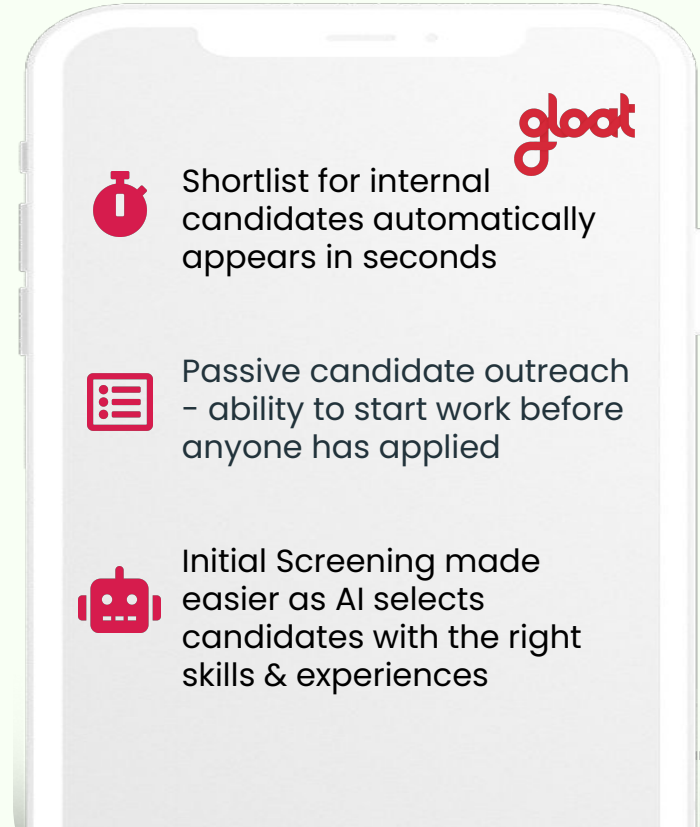 gloat
Shortlist for internal
candidates automatically
appears in seconds
Passive candidate outreach
- ability to start work before
anyone has applied
Initial Screening made
easier as AI selects
candidates with the right
skills & experiences